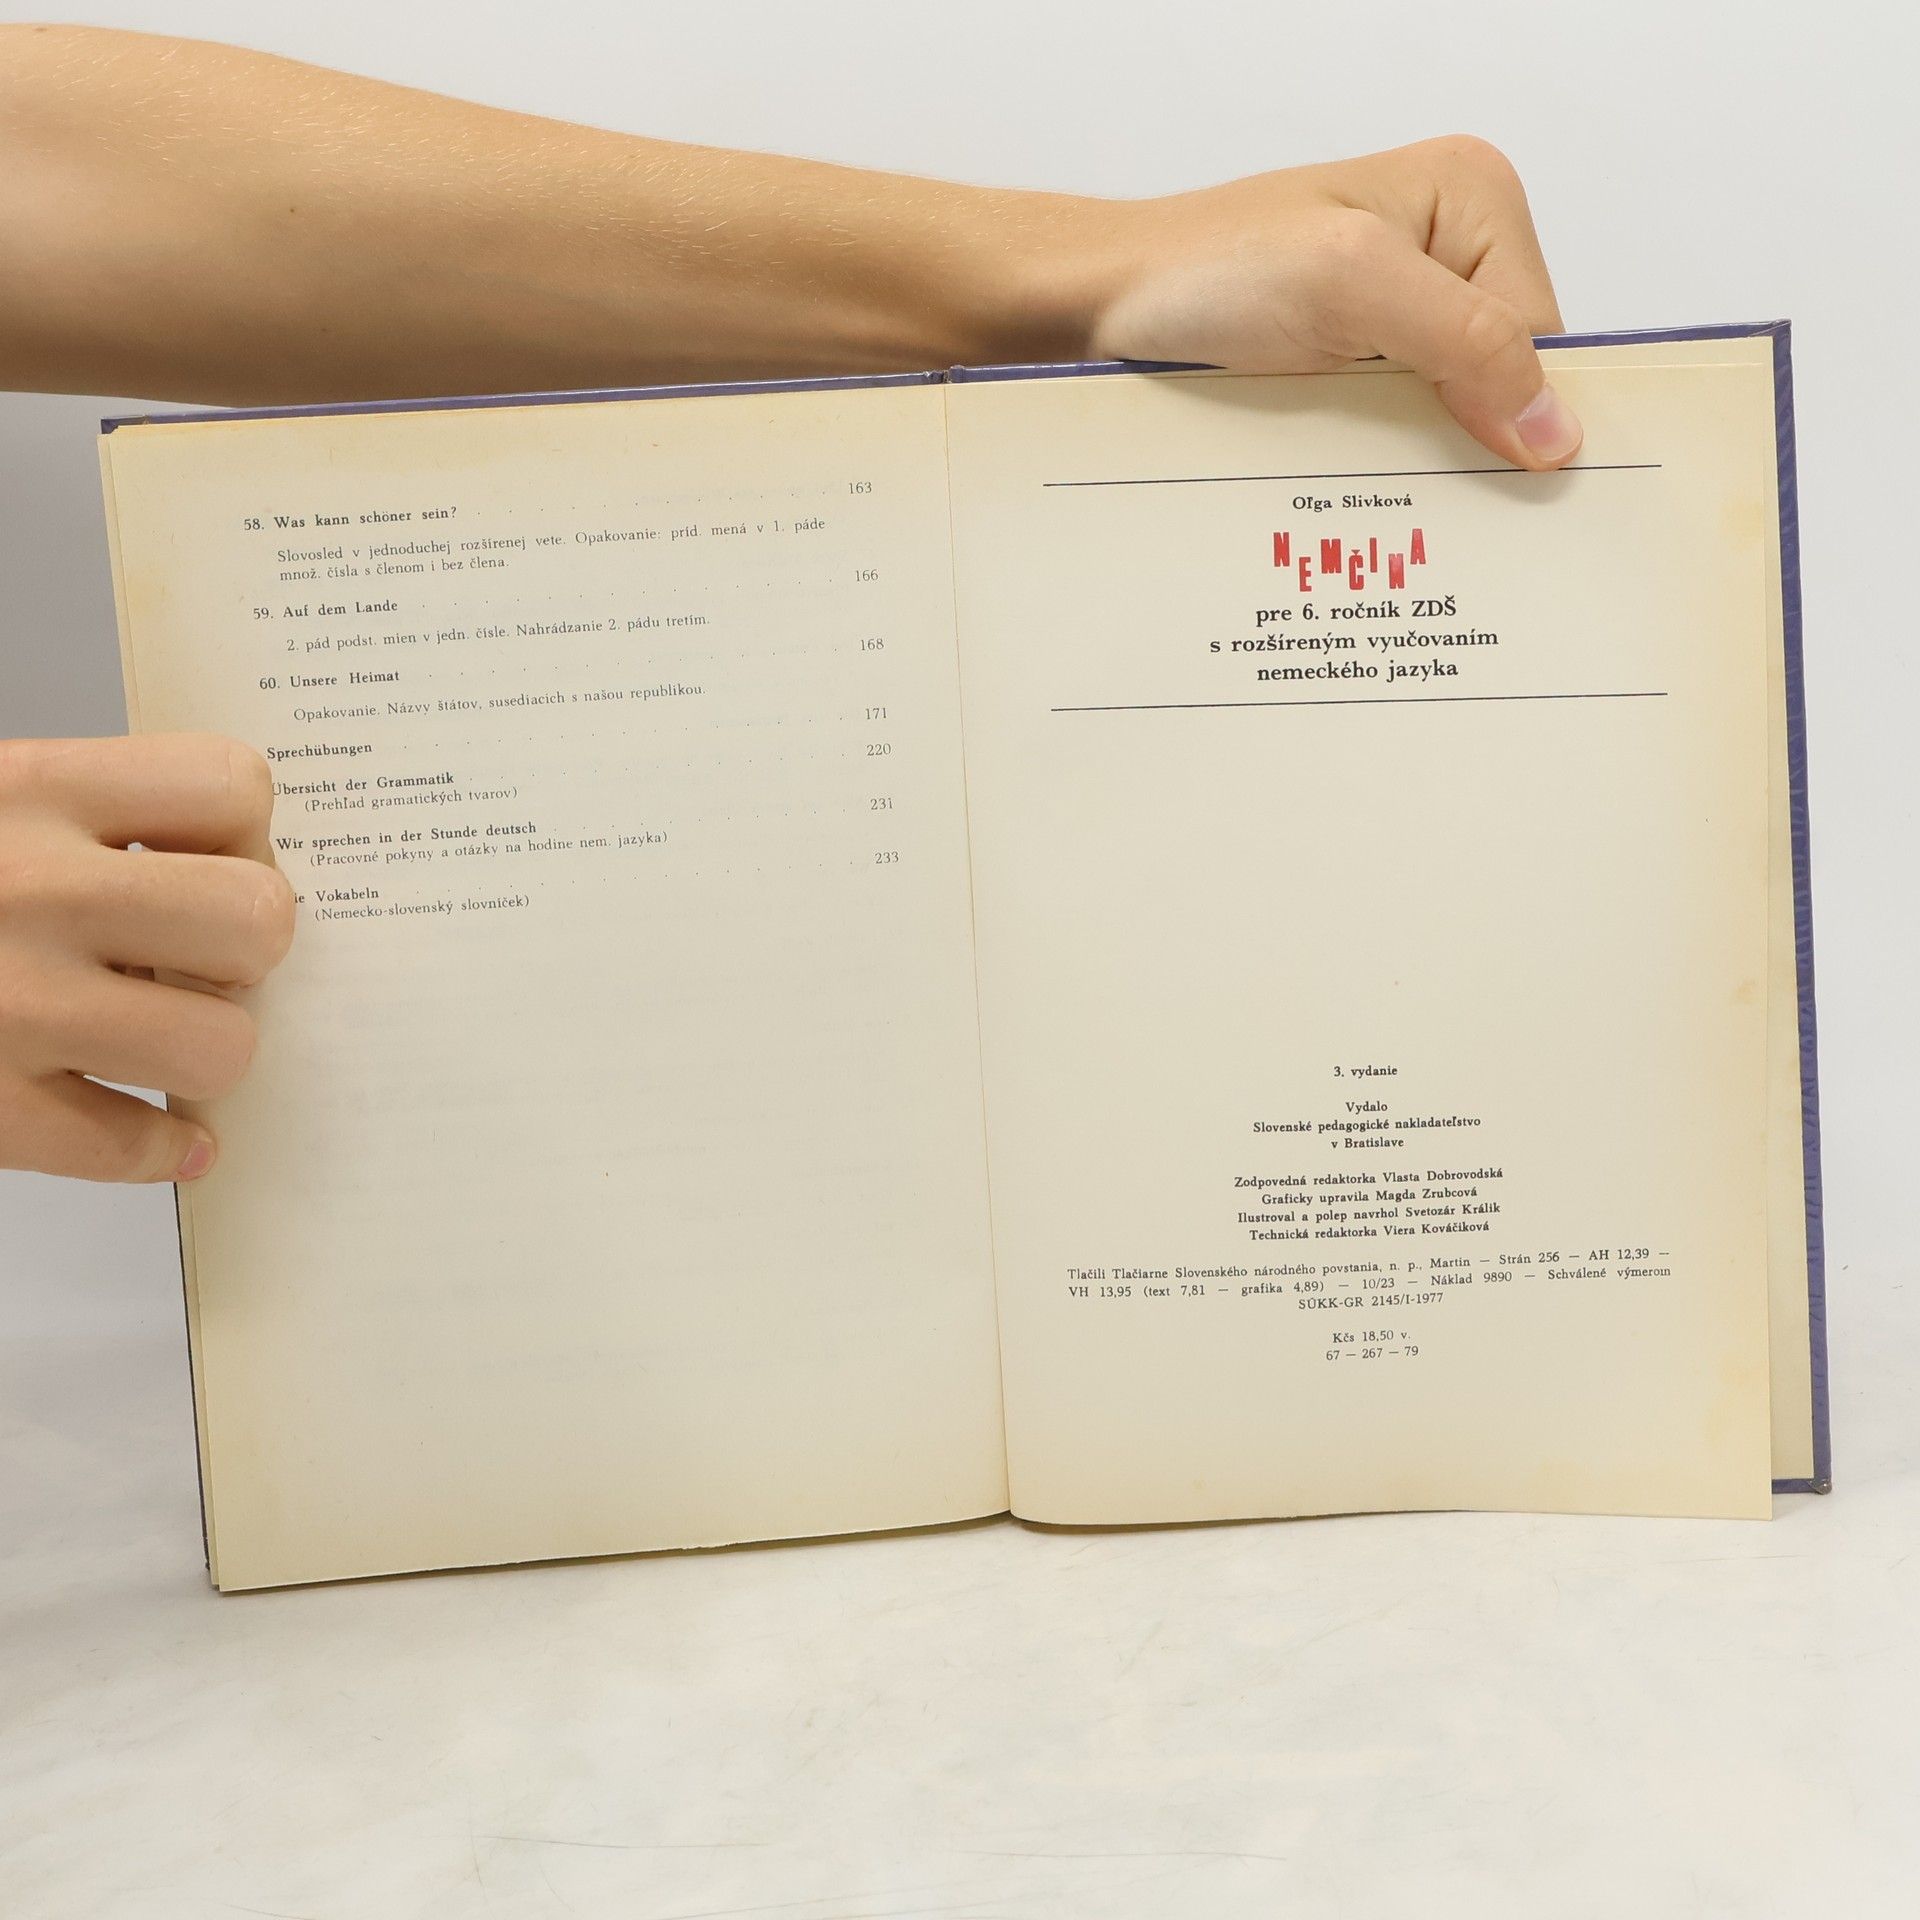 58. Was kann schöner sein? . . . . . . . . . . . 163
Slovosled v jednoduchej rozšírenej vete. Opakovanie: príd. mená v 1. páde
množ. čísla s členom i bez člena.
59. Auf dem Lande . . . . . . . . . . . . . 166
2. pád podst. mien v jedn. čísle. Nahrádzanie 2. pádu tretím.
60. Unsere Heimat . . . . . . . . . . . . . 168
Opakovanie. Názvy štátov, susediacich s našou republikou.
Sprechübungen . . . . . . . . . . . . . . 171
Übersicht der Grammatik . . . . . . . . . . . . 220
(Prehľad gramatických tvarov)
Wir sprechen in der Stunde deutsch . . . . . . . . . . 231
(Pracovné pokyny a otázky na hodine nem. jazyka)
Vokabeln . . . . . . . . . . . . . . 233
(Nemecko-slovenský slovníček)
Oľga Slivková
NEMČINA
pre 6. ročník ZDŠ
s rozšíreným vyučovaním
nemeckého jazyka
3. vydanie
Vydalo
Slovenské pedagogické nakladateľstvo
v Bratislave
Zodpovedná redaktorka Vlasta Dobrovodská
Graficky upravila Magda Zrubcová
Ilustroval a polep navrhol Svetozár Králik
Technická redaktorka Viera Kováčiková
Tlačili Tlačiarne Slovenského národného povstania, n. p., Martin — Strán 256 — AH 12,39 —
VH 13,95 (text 7,81 — grafika 4,89) — 10/23 — Náklad 9890 — Schválené výmerom
SÚKK-GR 2145/I-1977
Kčs 18,50 v.
67 — 267 — 79